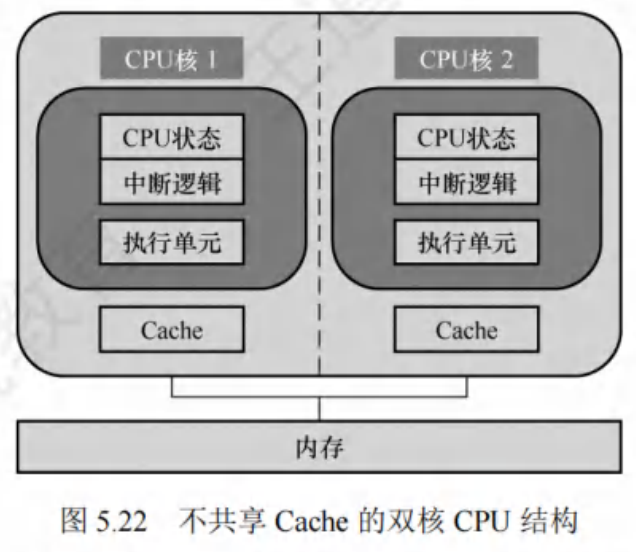 CPU核 1 CPU核 2
CPU状态 CPU状态
中断逻辑 中断逻辑
执行单元 执行单元
Cache Cache
内存
图 5.22 不共享 Cache 的双核 CPU 结构